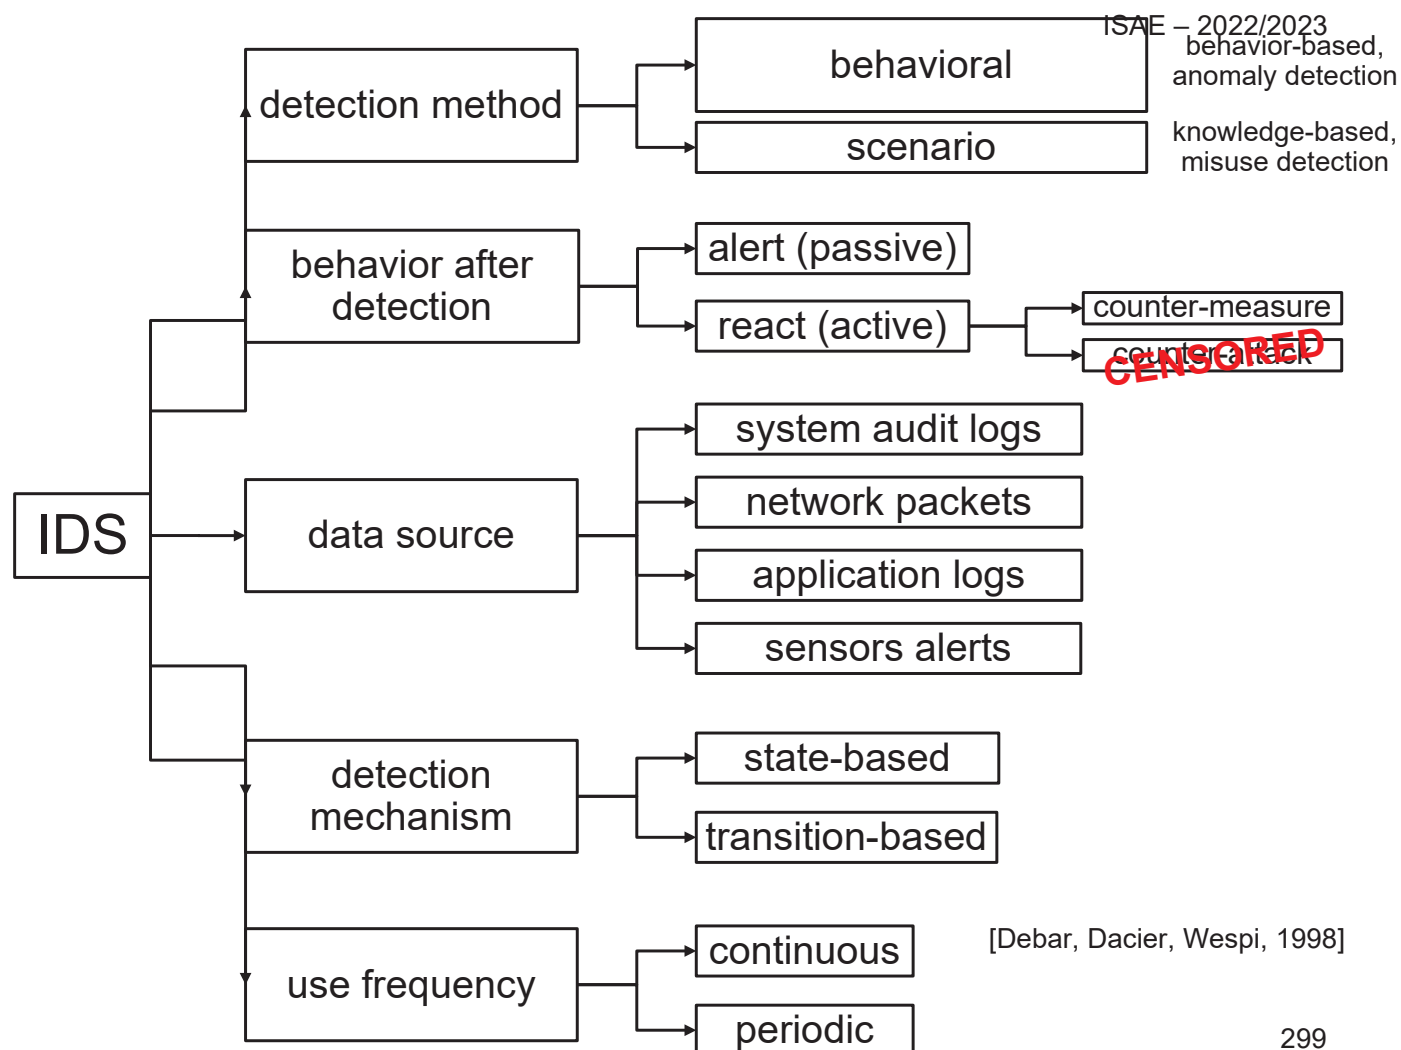 ISAE – 2022/2023
detection method
behavioral
behavior-based,
anomaly detection
scenario
knowledge-based,
misuse detection
behavior after
detection
alert (passive)
react (active)
counter-measure
counter-attack
CENSORED
IDS
data source
system audit logs
network packets
application logs
sensors alerts
detection
mechanism
state-based
transition-based
use frequency
continuous
periodic
[Debar, Dacier, Wespi, 1998]
299